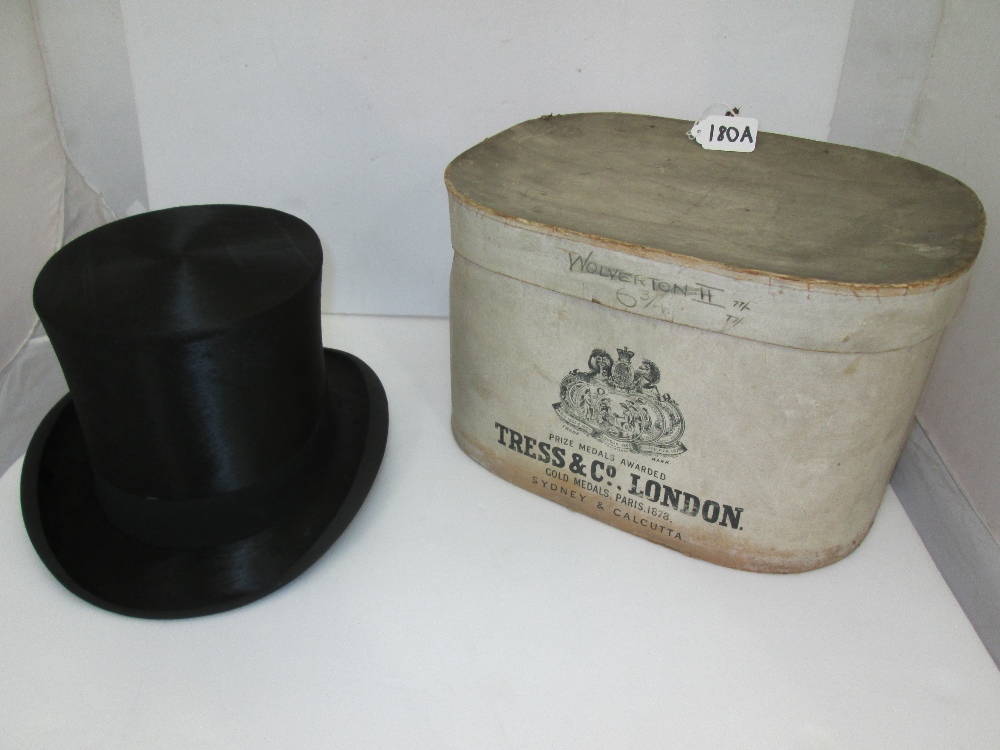 180A
WOLVERTON-II
PRIZE MEDALS AWARDED
TRESS & Co., LONDON.
GOLD MEDALS, PARIS. 1878.
SYDNEY & CALCUTTA.